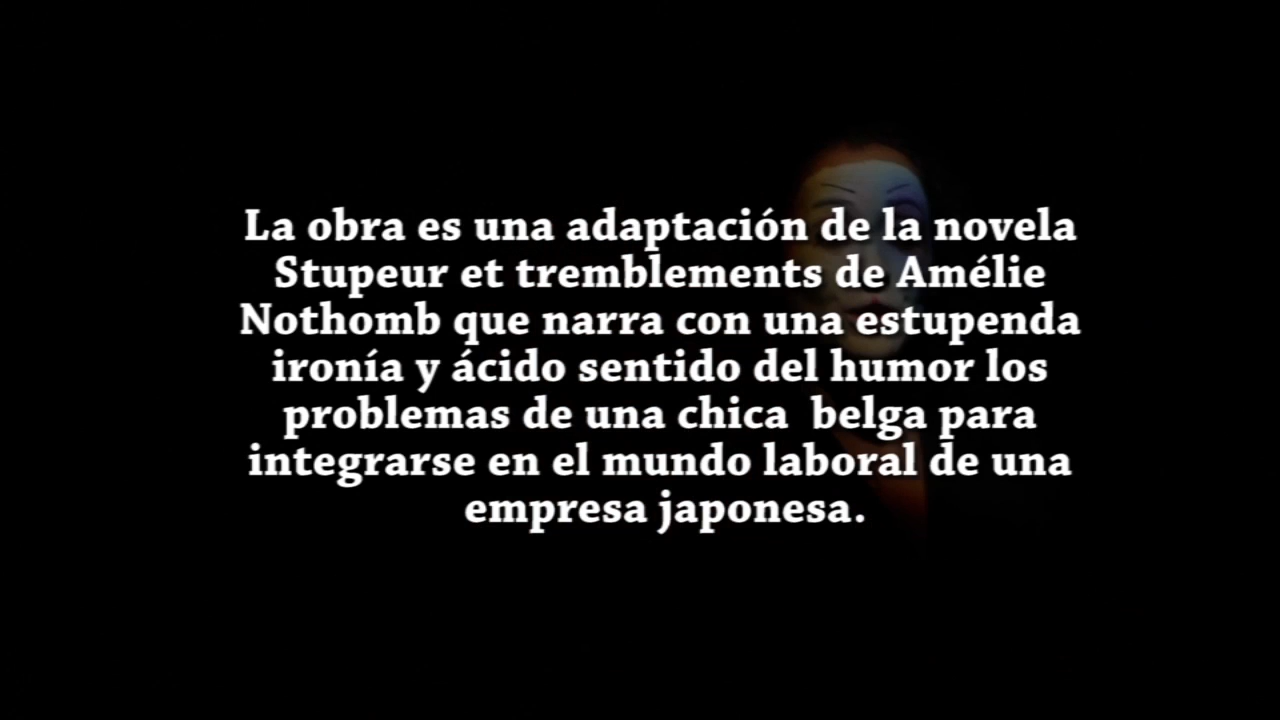 La obra es una adaptación de la novela
Stupeur et tremblements de Amélie
Nothomb que narra con una estupenda
ironía y ácido sentido del humor los
problemas de una chica  belga para
integrarse en el mundo laboral de una
empresa japonesa.